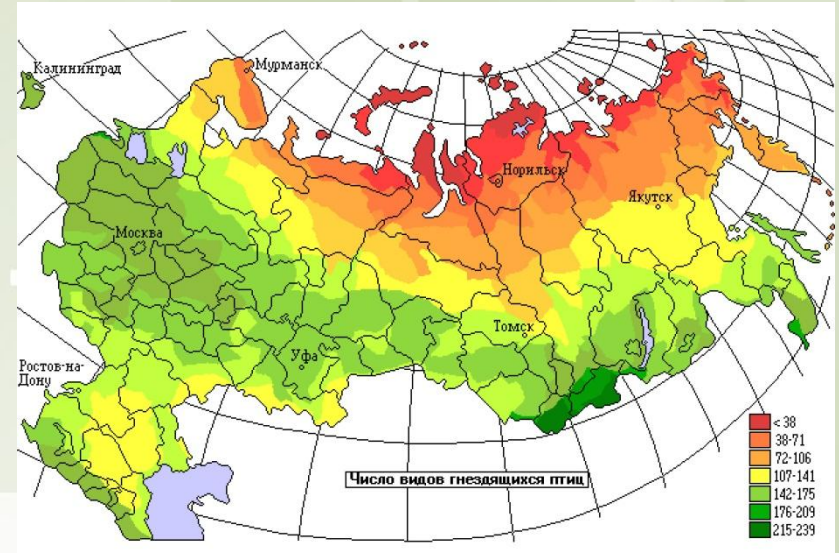 Калининград
Мурманск
Норильск
Якутск
Москва
Томск
Уфа
Ростов-на-
Дону
Число видов гнездящихся птиц
< 38
38-71
72-106
107-141
142-175
176-209
215-239